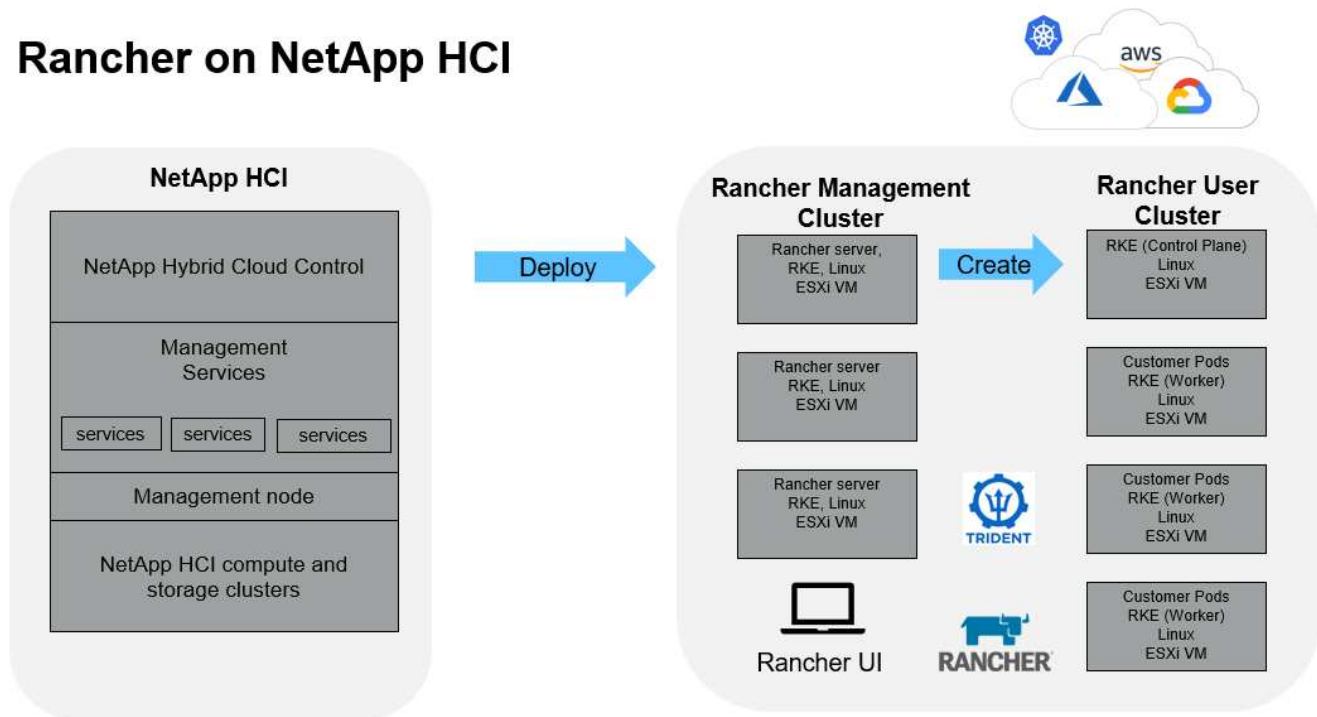 Rancher on NetApp HCI
aws
NetApp HCI
NetApp Hybrid Cloud Control
Management
Services
services
services
services
Management node
NetApp HCI compute and
storage clusters
Deploy
Rancher Management
Cluster
Rancher server,
RKE, Linux
ESXi VM
Rancher server
RKE, Linux
ESXi VM
Rancher server
RKE, Linux
ESXi VM
Rancher UI
Create
TRIDENT
RANCHER
Rancher User
Cluster
RKE (Control Plane)
Linux
ESXi VM
Customer Pods
RKE (Worker)
Linux
ESXi VM
Customer Pods
RKE (Worker)
Linux
ESXi VM
Customer Pods
RKE (Worker)
Linux
ESXi VM